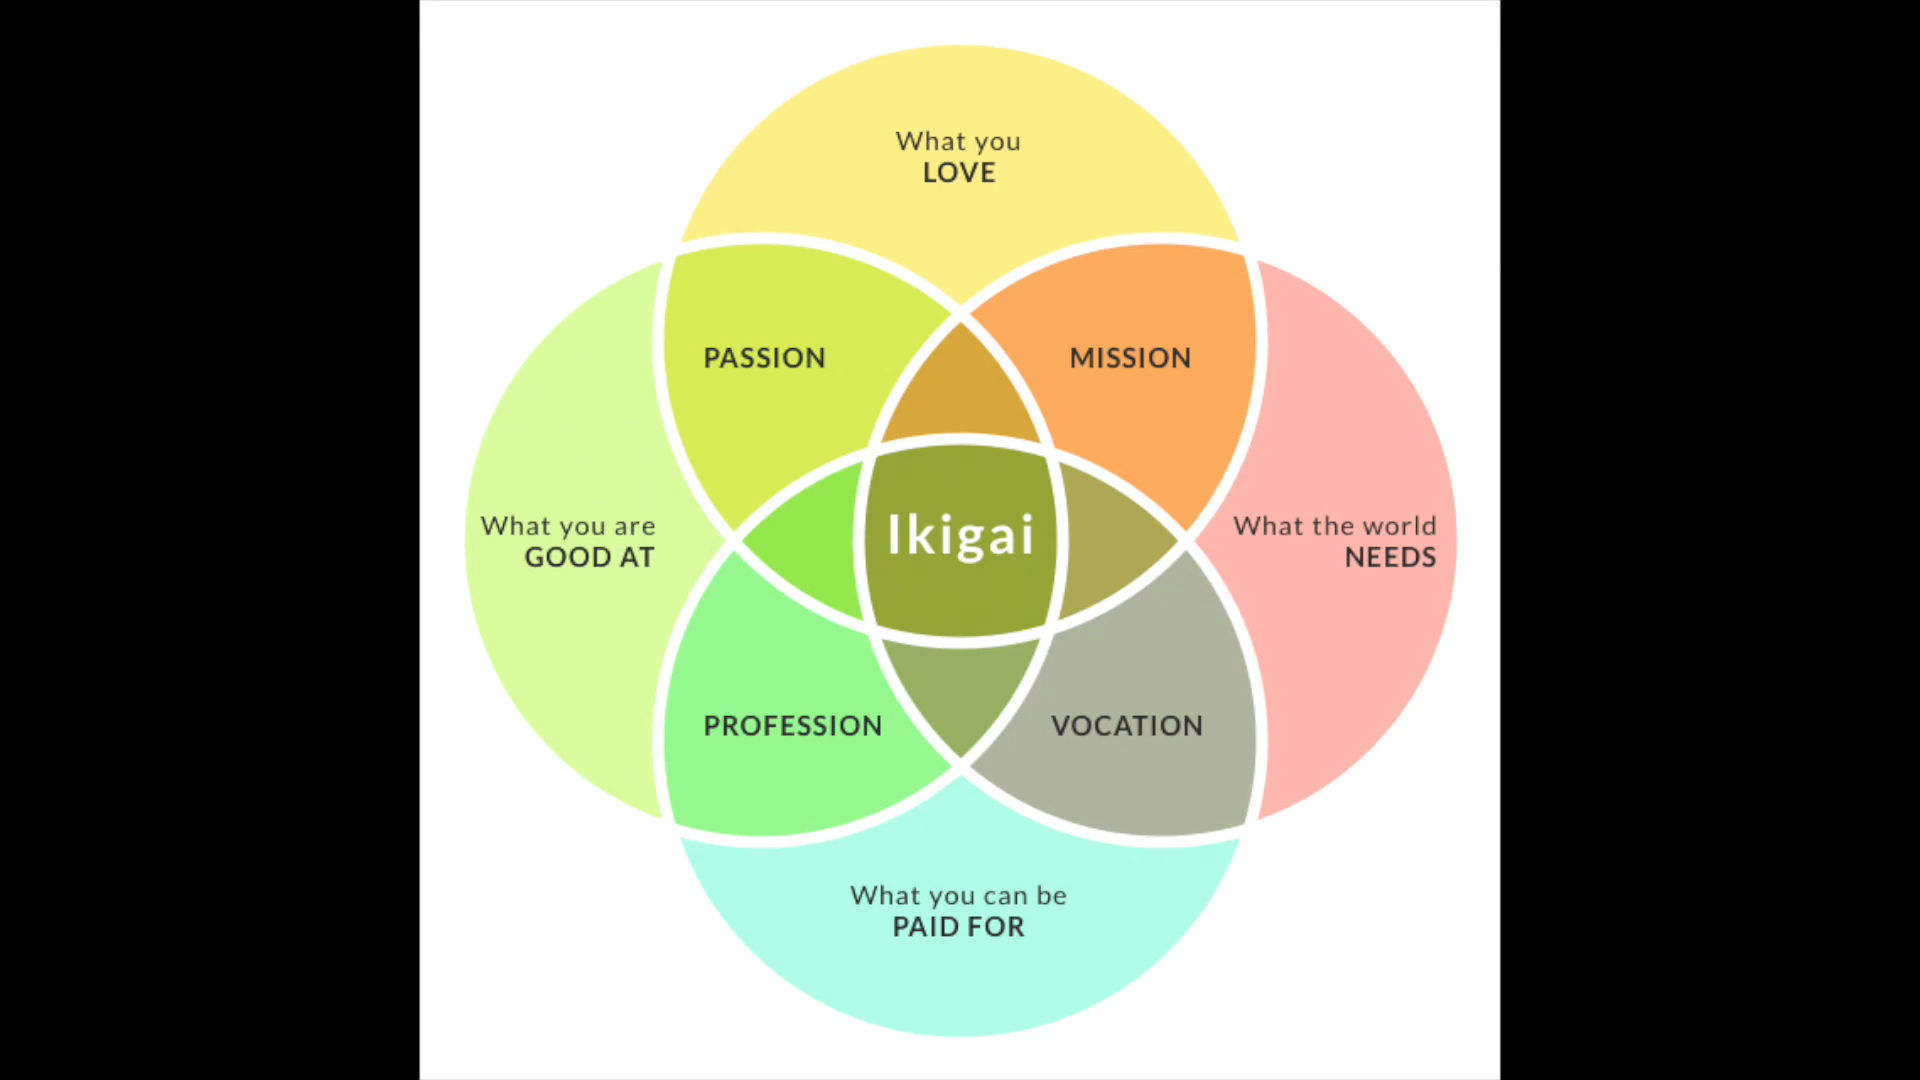 What you
LOVE
PASSION
MISSION
What you are
GOOD AT
Ikigai
What the world
NEEDS
PROFESSION
VOCATION
What you can be
PAID FOR